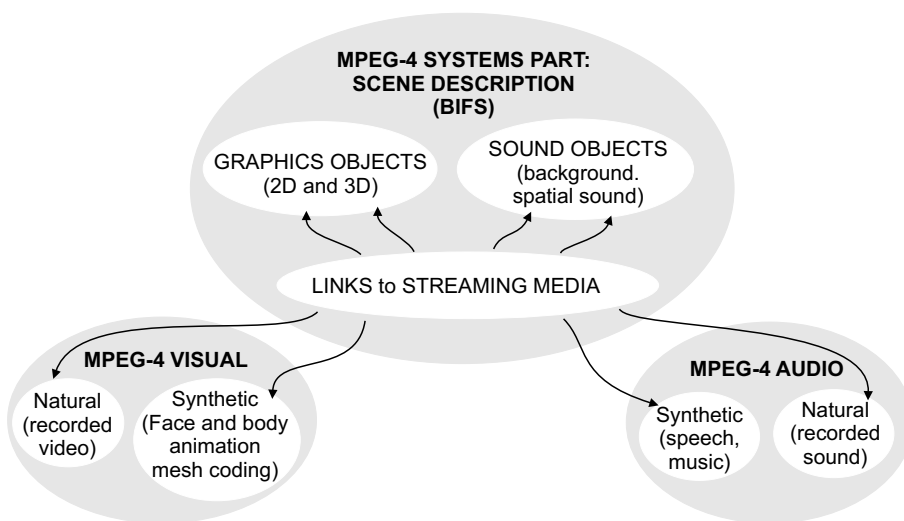 MPEG-4 SYSTEMS PART:
SCENE DESCRIPTION
(BIFS)
GRAPHICS OBJECTS
(2D and 3D)
SOUND OBJECTS
(background.
spatial sound)
LINKS to STREAMING MEDIA
MPEG-4 VISUAL
Natural
(recorded
video)
Synthetic
(Face and body
animation
mesh coding)
MPEG-4 AUDIO
Synthetic
(speech,
music)
Natural
(recorded
sound)